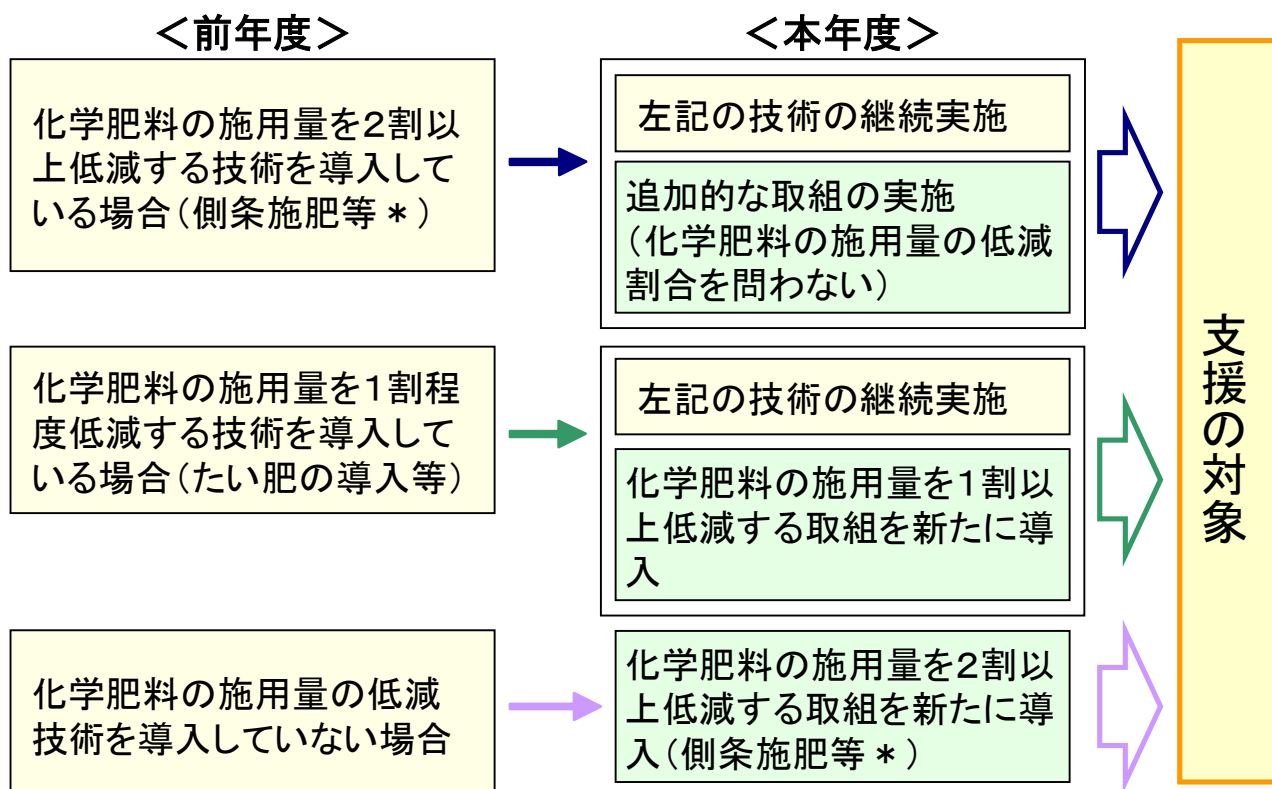 ＜前年度＞
＜本年度＞
化学肥料の施用量を２割以
上低減する技術を導入して
いる場合（側条施肥等＊）
左記の技術の継続実施
追加的な取組の実施
（化学肥料の施用量の低減
割合を問わない）
化学肥料の施用量を１割程
度低減する技術を導入して
いる場合（たい肥の導入等）
左記の技術の継続実施
化学肥料の施用量を１割以
上低減する取組を新たに導
入
化学肥料の施用量の低減
技術を導入していない場合
化学肥料の施用量を２割以
上低減する取組を新たに導
入（側条施肥等＊）
支援の対象